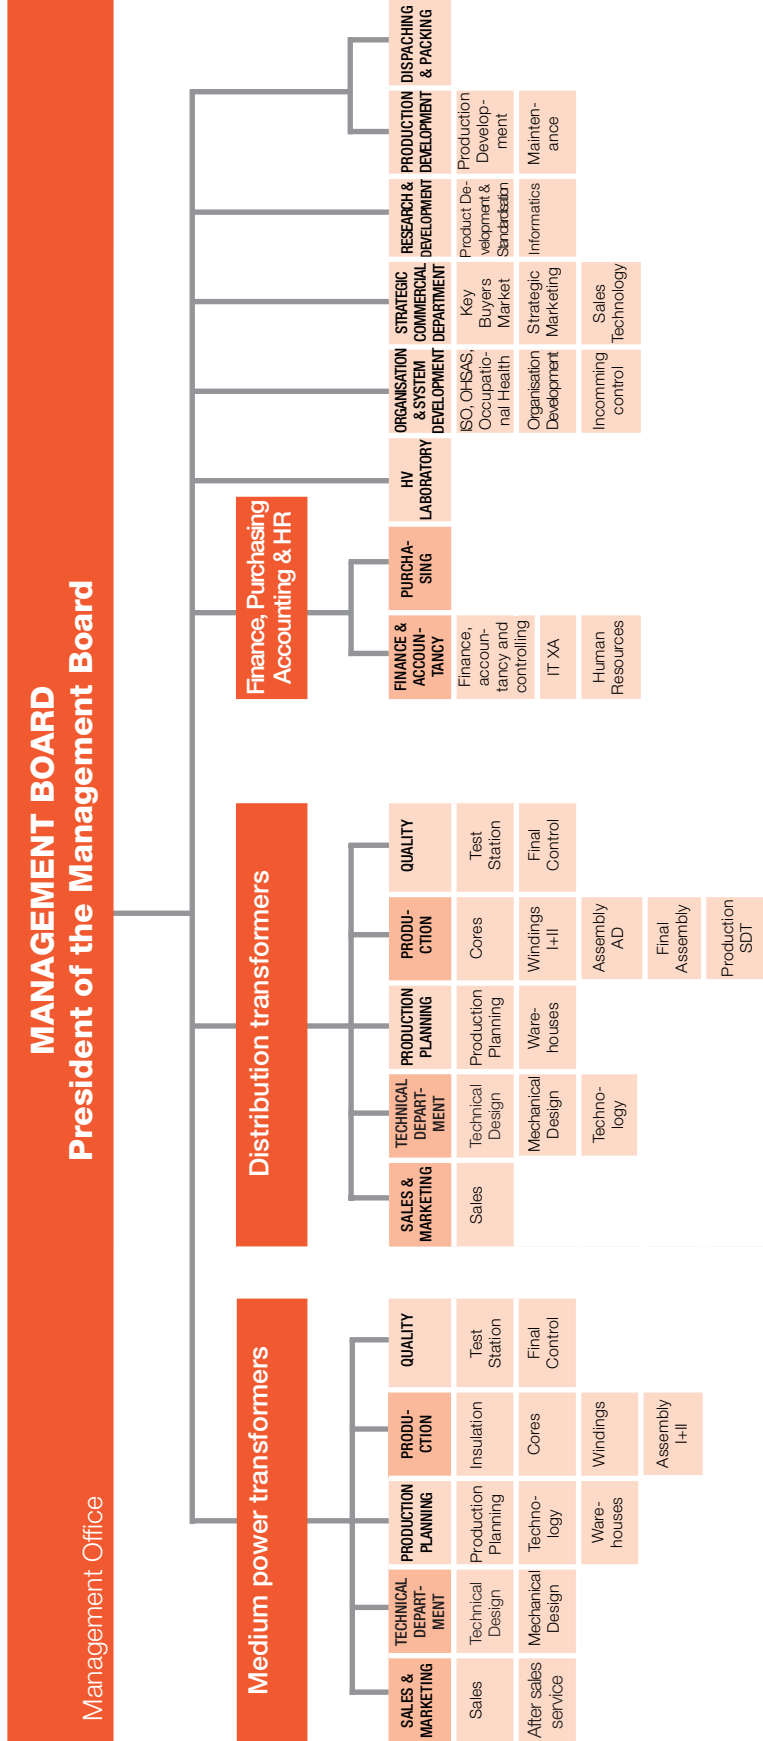 MANAGEMENT BOARD
President of the Management Board
Management Office
Medium power transformers
SALES &
MARKETING
Sales
After sales
service
TECHNICAL
DEPART-
MENT
Technical
Design
Mechanical
Design
PRODUCTION
PLANNING
Production
Planning
Techno-
logy
Ware-
houses
PRODU-
CTION
Insulation
Cores
Windings
Assembly
I+II
QUALITY
Test
Station
Final
Control
Distribution transformers
SALES &
MARKETING
Sales
TECHNICAL
DEPART-
MENT
Technical
Design
Mechanical
Design
Techno-
logy
PRODUCTION
PLANNING
Production
Planning
Ware-
houses
PRODU-
CTION
Cores
Windings
I+II
Assembly
AD
Final
Assembly
Production
SDT
QUALITY
Test
Station
Final
Control
Finance, Purchasing
Accounting & HR
FINANCE &
ACCOUN-
TANCY
Finance,
accoun-
tancy and
controlling
IT XA
Human
Resources
PURCHA-
SING
HV
LABORATORY
ORGANISATION
& SYSTEM
DEVELOPMENT
ISO, OHSAS,
Occupatio-
nal Health
Organisation
Development
Incomming
control
STRATEGIC
COMMERCIAL
DEPARTMENT
Key
Buyers
Market
Strategic
Marketing
Sales
Technology
RESEARCH &
DEVELOPMENT
Product De-
velopment &
Standardisation
Informatics
PRODUCTION
DEVELOPMENT
Production
Develop-
ment
Mainten-
ance
DISPACHING
& PACKING